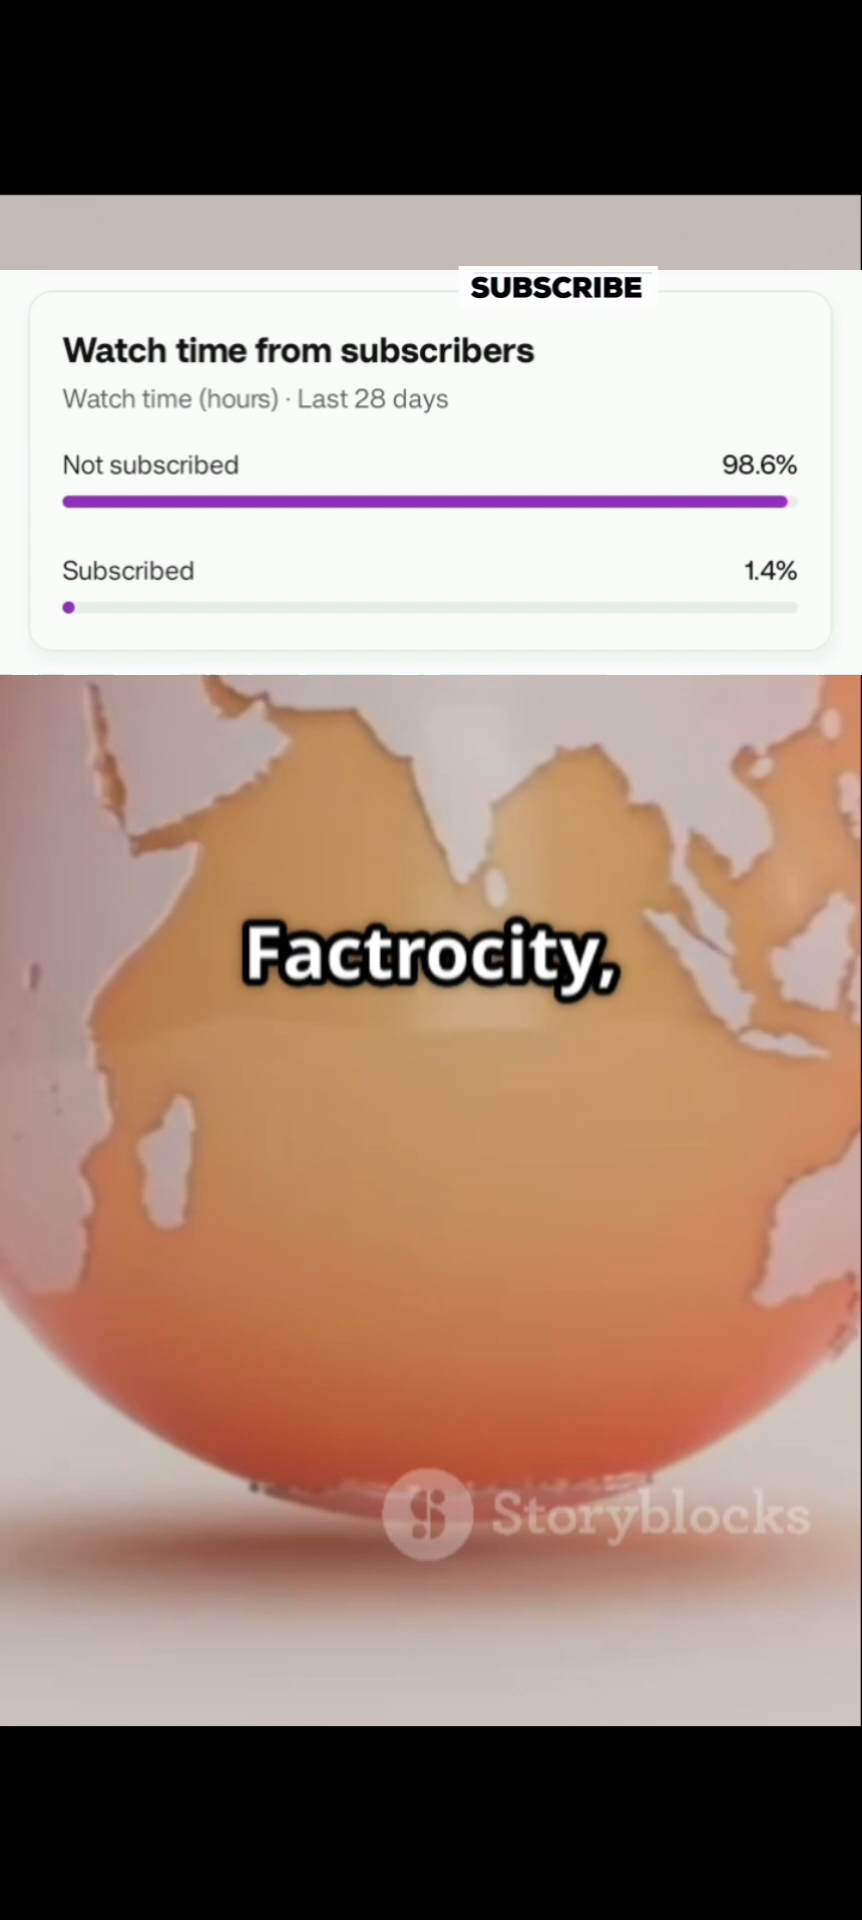 SUBSCRIBE
Watch time from subscribers
Watch time (hours) · Last 28 days
Not subscribed 98.6%
Subscribed 1.4%
Factrocity,
Storyblocks